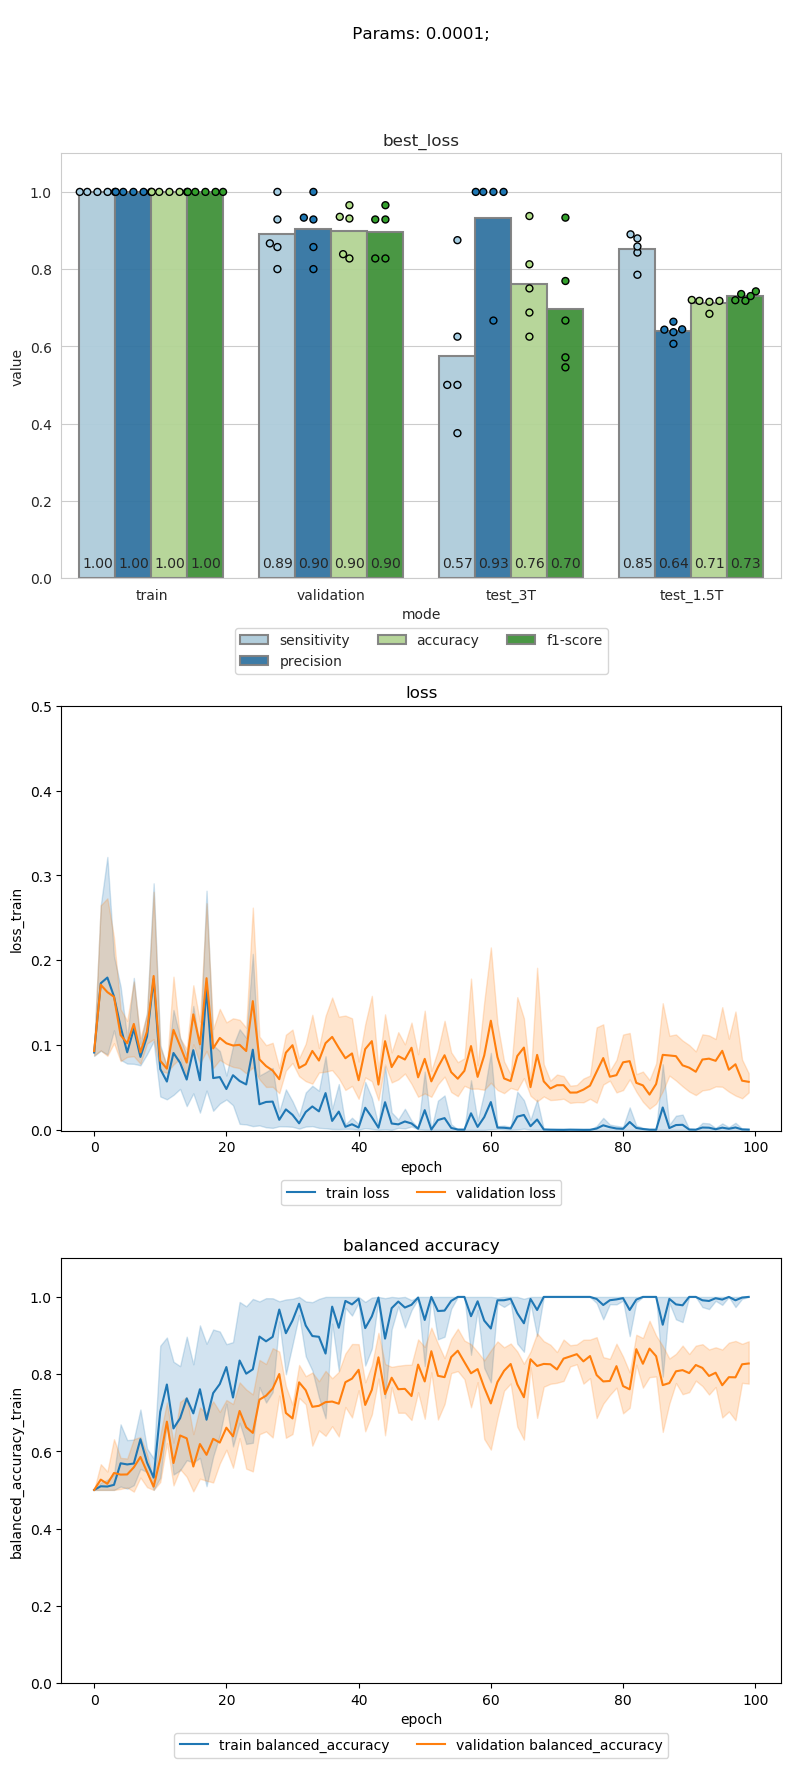 Params: 0.0001;
best_loss
1.0
0.8
0.6
0.4
0.2
0.0
value
1.00 1.00 1.00 1.00 0.89 0.90 0.90 0.90 0.57 0.93 0.76 0.70 0.85 0.64 0.71 0.73
train validation test_3T test_1.5T
mode
sensitivity accuracy f1-score
precision
loss
0.5
0.4
0.3
0.2
0.1
0.0
loss_train
0 20 40 60 80 100
epoch
train loss validation loss
balanced accuracy
1.0
0.8
0.6
0.4
0.2
0.0
balanced_accuracy_train
0 20 40 60 80 100
epoch
train balanced_accuracy validation balanced_accuracy